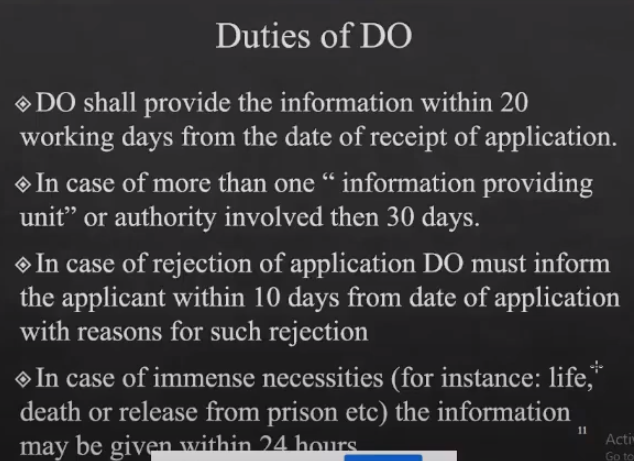 Duties of DO
DO shall provide the information within 20
working days from the date of receipt of application.
In case of more than one “ information providing
unit” or authority involved then 30 days.
In case of rejection of application DO must inform
the applicant within 10 days from date of application
with reasons for such rejection
In case of immense necessities (for instance: life,
death or release from prison etc) the information
may be given within 24 hours
11
Activ
Go to